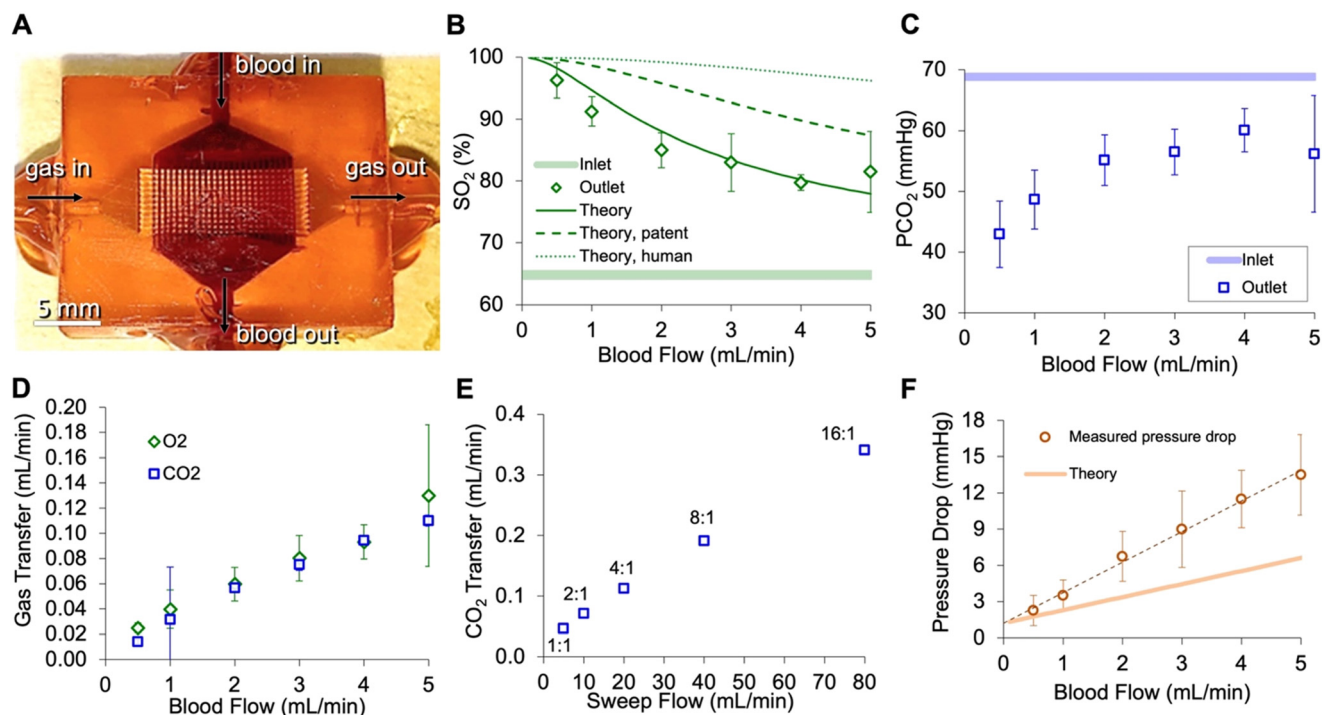 A
blood in
gas in
gas out
5 mm
blood out
B
SO2 (%)
100
90
80
70
60
0 1 2 3 4 5
Blood Flow (mL/min)
Inlet
Outlet
Theory
Theory, patent
Theory, human
C
PCO2 (mmHg)
70
60
50
40
30
0 1 2 3 4 5
Blood Flow (mL/min)
Inlet
Outlet
D
Gas Transfer (mL/min)
0.20
0.18
0.16
0.14
0.12
0.10
0.08
0.06
0.04
0.02
0.00
0 1 2 3 4 5
Blood Flow (mL/min)
O2
CO2
E
CO2 Transfer (mL/min)
0.4
0.3
0.2
0.1
0.0
0 10 20 30 40 50 60 70 80
Sweep Flow (mL/min)
1:1
2:1
4:1
8:1
16:1
F
Pressure Drop (mmHg)
18
15
12
9
6
3
0
0 1 2 3 4 5
Blood Flow (mL/min)
Measured pressure drop
Theory